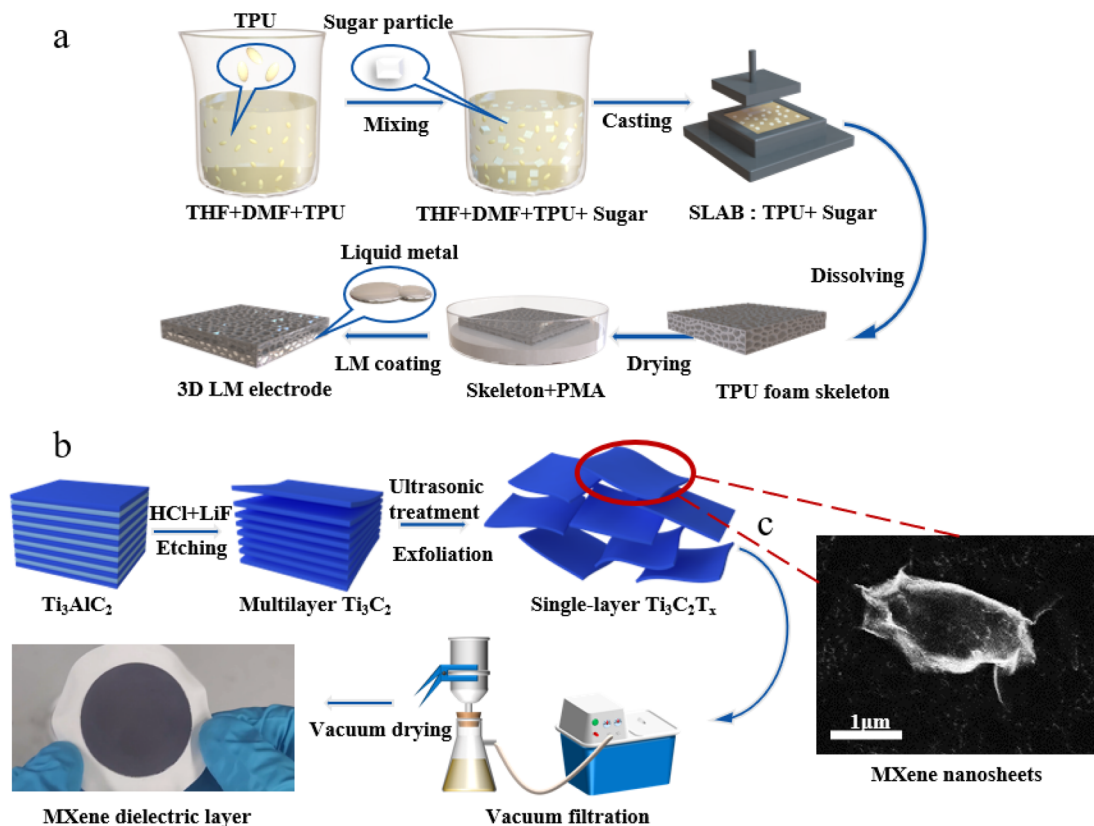 a
TPU
Sugar particle
Mixing
Casting
THF+DMF+TPU
THF+DMF+TPU+ Sugar
SLAB : TPU+ Sugar
Dissolving
Liquid metal
LM coating
Drying
3D LM electrode
Skeleton+PMA
TPU foam skeleton
b
HCl+LiF
Etching
Ultrasonic
treatment
Exfoliation
c
Ti₃AlC₂
Multilayer Ti₃C₂
Single-layer Ti₃C₂Tₓ
1μm
MXene nanosheets
Vacuum drying
MXene dielectric layer
Vacuum filtration